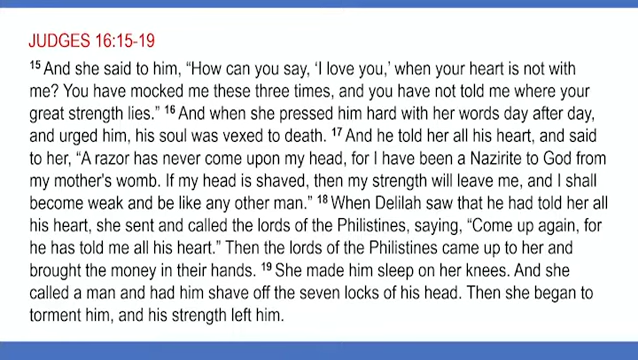 JUDGES 16:15-19
15 And she said to him, “How can you say, ‘I love you,’ when your heart is not with
me? You have mocked me these three times, and you have not told me where your
great strength lies.” 16 And when she pressed him hard with her words day after day,
and urged him, his soul was vexed to death. 17 And he told her all his heart, and said
to her, “A razor has never come upon my head, for I have been a Nazirite to God from
my mother's womb. If my head is shaved, then my strength will leave me, and I shall
become weak and be like any other man.” 18 When Delilah saw that he had told her all
his heart, she sent and called the lords of the Philistines, saying, “Come up again, for
he has told me all his heart.” Then the lords of the Philistines came up to her and
brought the money in their hands. 19 She made him sleep on her knees. And she
called a man and had him shave off the seven locks of his head. Then she began to
torment him, and his strength left him.